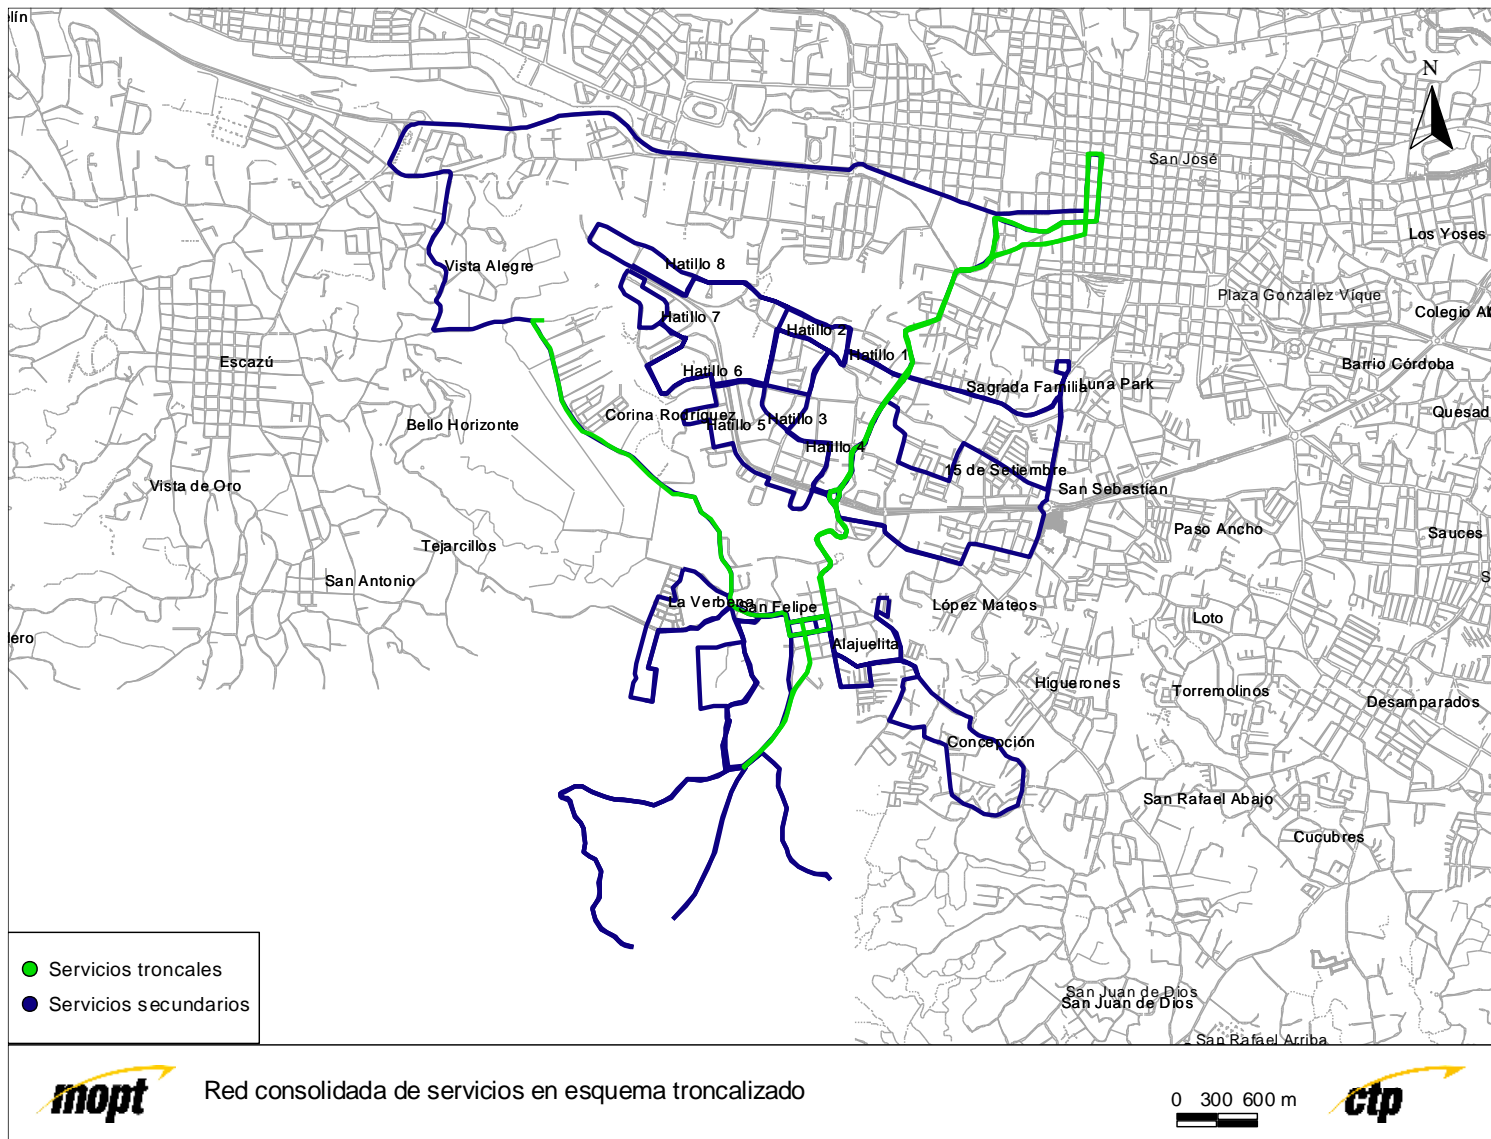 elín
N
San José
Los Yoses
Vista Alegre
Hatillo 8
Plaza González Víquez
Colegio
Hatillo 7
Hatillo 2
Hatillo 1
Escazú
Barrio Córdoba
Hatillo 6
Sagrada Familia
Luna Park
Corina Rodríguez
Quesad
Bello Horizonte
Hatillo 5
Hatillo 3
Hatillo 4
15 de Setiembre
Vista de Oro
San Sebastían
Paso Ancho
Sauces
Tejarcillos
San Antonio
S
La Verbena
San Felipe
López Mateos
Loto
lero
Alajuelita
Higuerones
Torremolinos
Desamparados
Concepción
San Rafael Abajo
Cucubres
Servicios troncales
Servicios secundarios
San Juan de Dios
San Juan de Dios
San Rafael Arriba
mopt
Red consolidada de servicios en esquema troncalizado
0 300 600 m
ctp